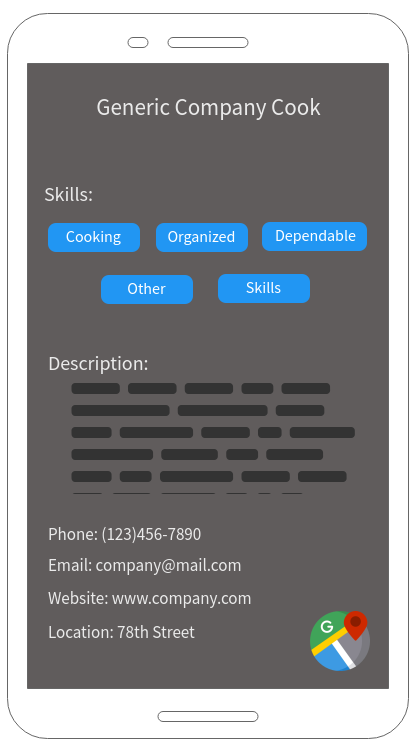 Generic Company Cook
Skills:
Cooking Organized Dependable
Other Skills
Description:
Phone: (123)456-7890
Email: company@mail.com
Website: www.company.com
Location: 78th Street
G